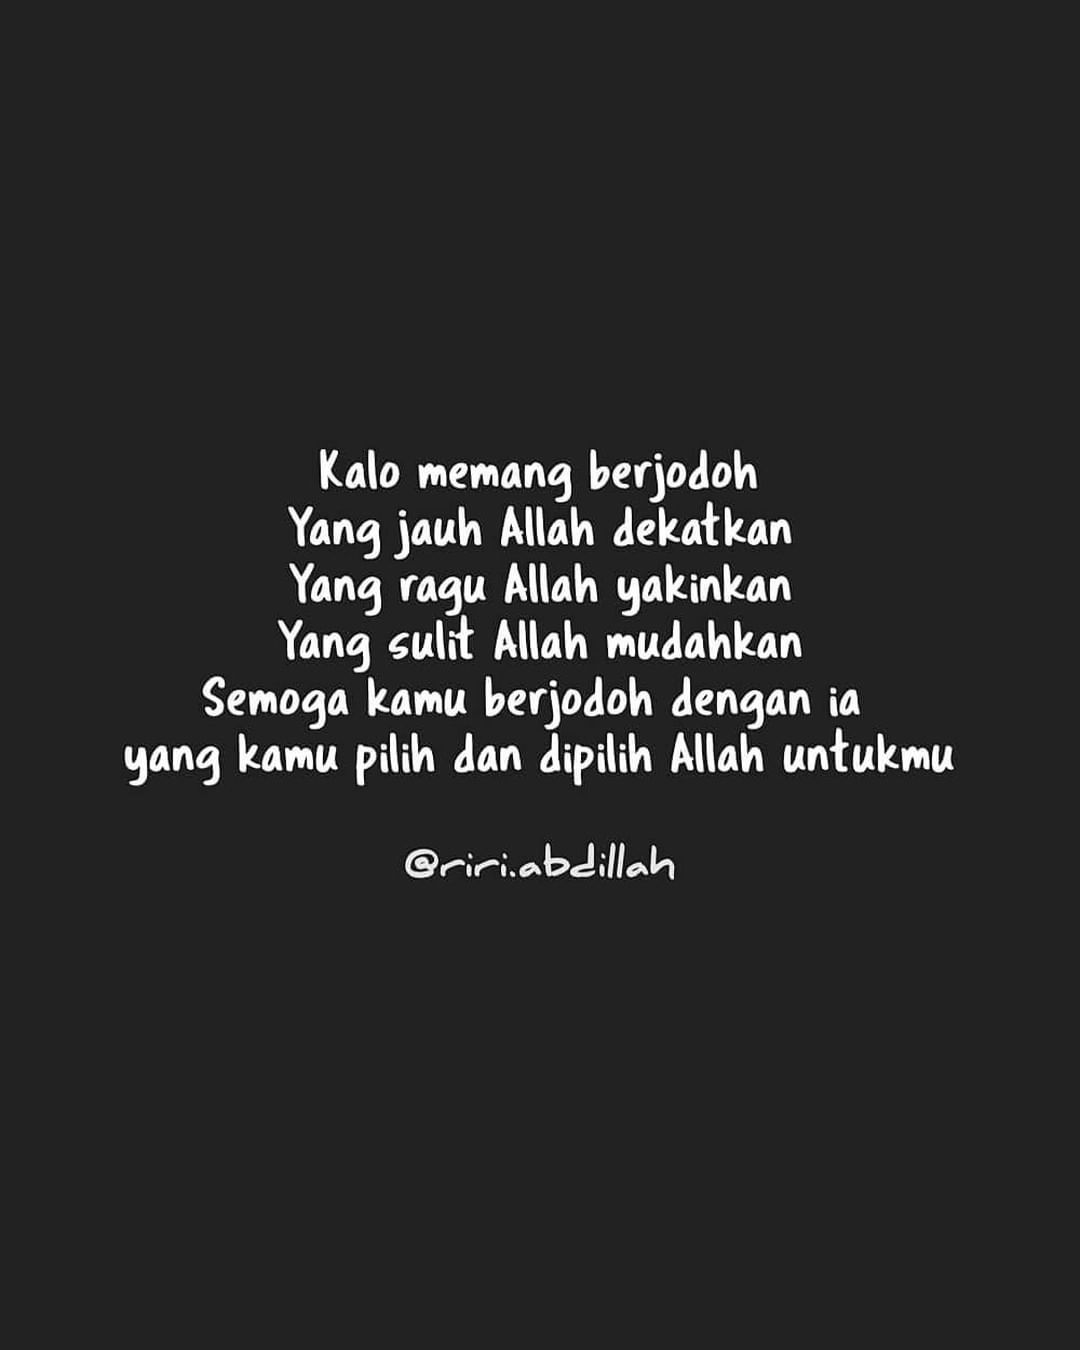 Kalo memang berjodoh
Yang jauh Allah dekatkan
Yang ragu Allah yakinkan
Yang sulit Allah mudahkan
Semoga kamu berjodoh dengan ia
yang kamu pilih dan dipilih Allah untukmu
@riri.abdillah